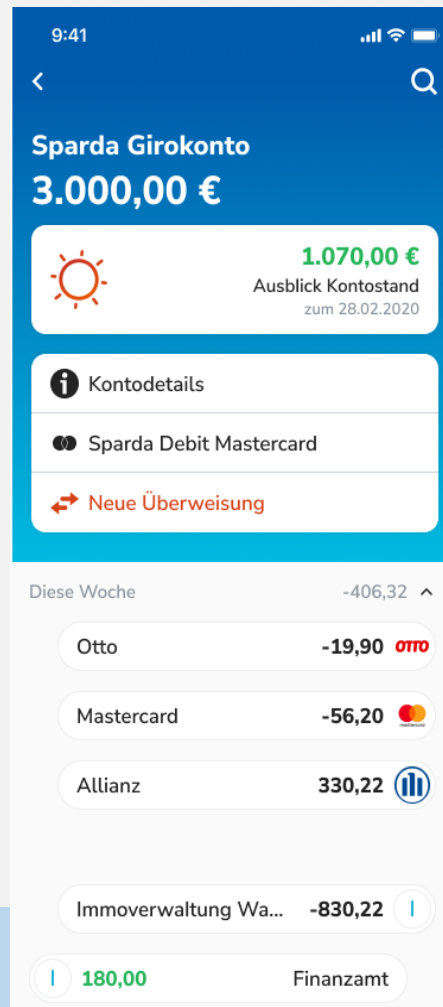 9:41
Sparda Girokonto
3.000,00 €
1.070,00 €
Ausblick Kontostand
zum 28.02.2020
Kontodetails
Sparda Debit Mastercard
Neue Überweisung
Diese Woche -406,32
Otto -19,90 OTTO
Mastercard -56,20 mastercard
Allianz 330,22
Immoverwaltung Wa... -830,22 I
I 180,00 Finanzamt